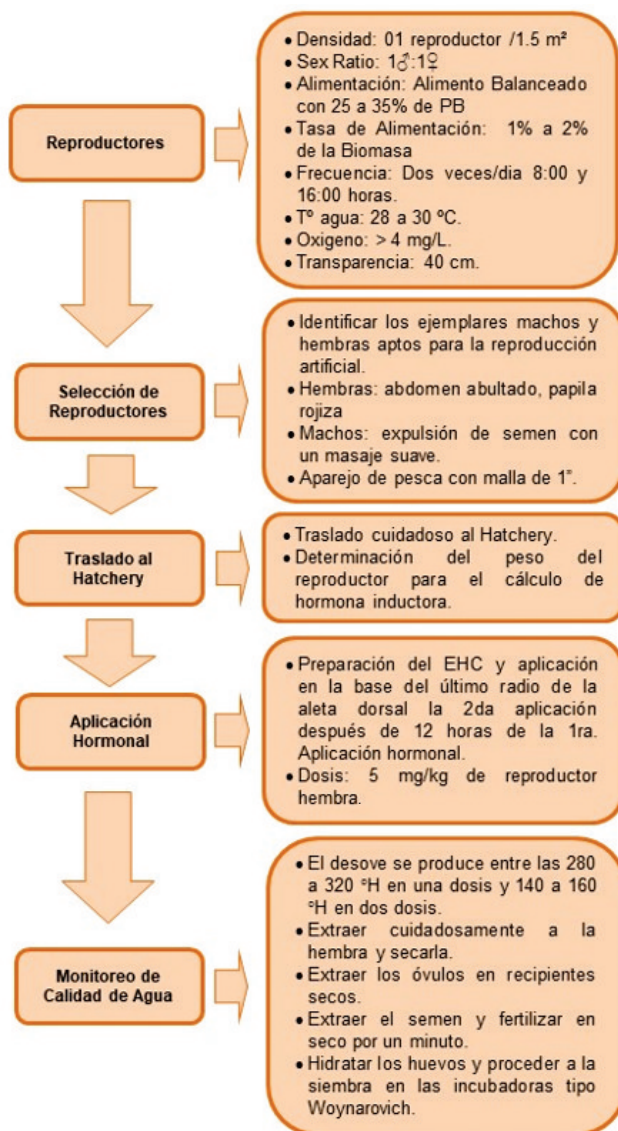 Reproductores
• Densidad: 01 reproductor /1.5 m²
• Sex Ratio: 1♂:1♀
• Alimentación: Alimento Balanceado
con 25 a 35% de PB
• Tasa de Alimentación: 1% a 2%
de la Biomasa
• Frecuencia: Dos veces/dia 8:00 y
16:00 horas.
• Tº agua: 28 a 30 ºC.
• Oxigeno: > 4 mg/L.
• Transparencia: 40 cm.
Selección de
Reproductores
• Identificar los ejemplares machos y
hembras aptos para la reproducción
artificial.
• Hembras: abdomen abultado, papila
rojiza
• Machos: expulsión de semen con
un masaje suave.
• Aparejo de pesca con malla de 1”.
Traslado al
Hatchery
• Traslado cuidadoso al Hatchery.
• Determinación del peso del
reproductor para el cálculo de
hormona inductora.
Aplicación
Hormonal
• Preparación del EHC y aplicación
en la base del último radio de la
aleta dorsal la 2da aplicación
después de 12 horas de la 1ra.
Aplicación hormonal.
• Dosis: 5 mg/kg de reproductor
hembra.
Monitoreo de
Calidad de Agua
• El desove se produce entre las 280
a 320 °H en una dosis y 140 a 160
°H en dos dosis.
• Extraer cuidadosamente a la
hembra y secarla.
• Extraer los óvulos en recipientes
secos.
• Extraer el semen y fertilizar en
seco por un minuto.
• Hidratar los huevos y proceder a la
siembra en las incubadoras tipo
Woynarovich.